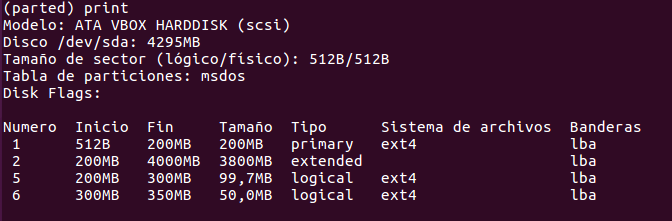 (parted) print
Modelo: ATA VBOX HARDDISK (scsi)
Disco /dev/sda: 4295MB
Tamaño de sector (lógico/físico): 512B/512B
Tabla de particiones: msdos
Disk Flags:
Numero  Inicio  Fin     Tamaño  Tipo      Sistema de archivos  Banderas
 1      512B    200MB   200MB   primary   ext4                 lba
 2      200MB   4000MB  3800MB  extended                       lba
 5      200MB   300MB   99,7MB  logical   ext4                 lba
 6      300MB   350MB   50,0MB  logical   ext4                 lba